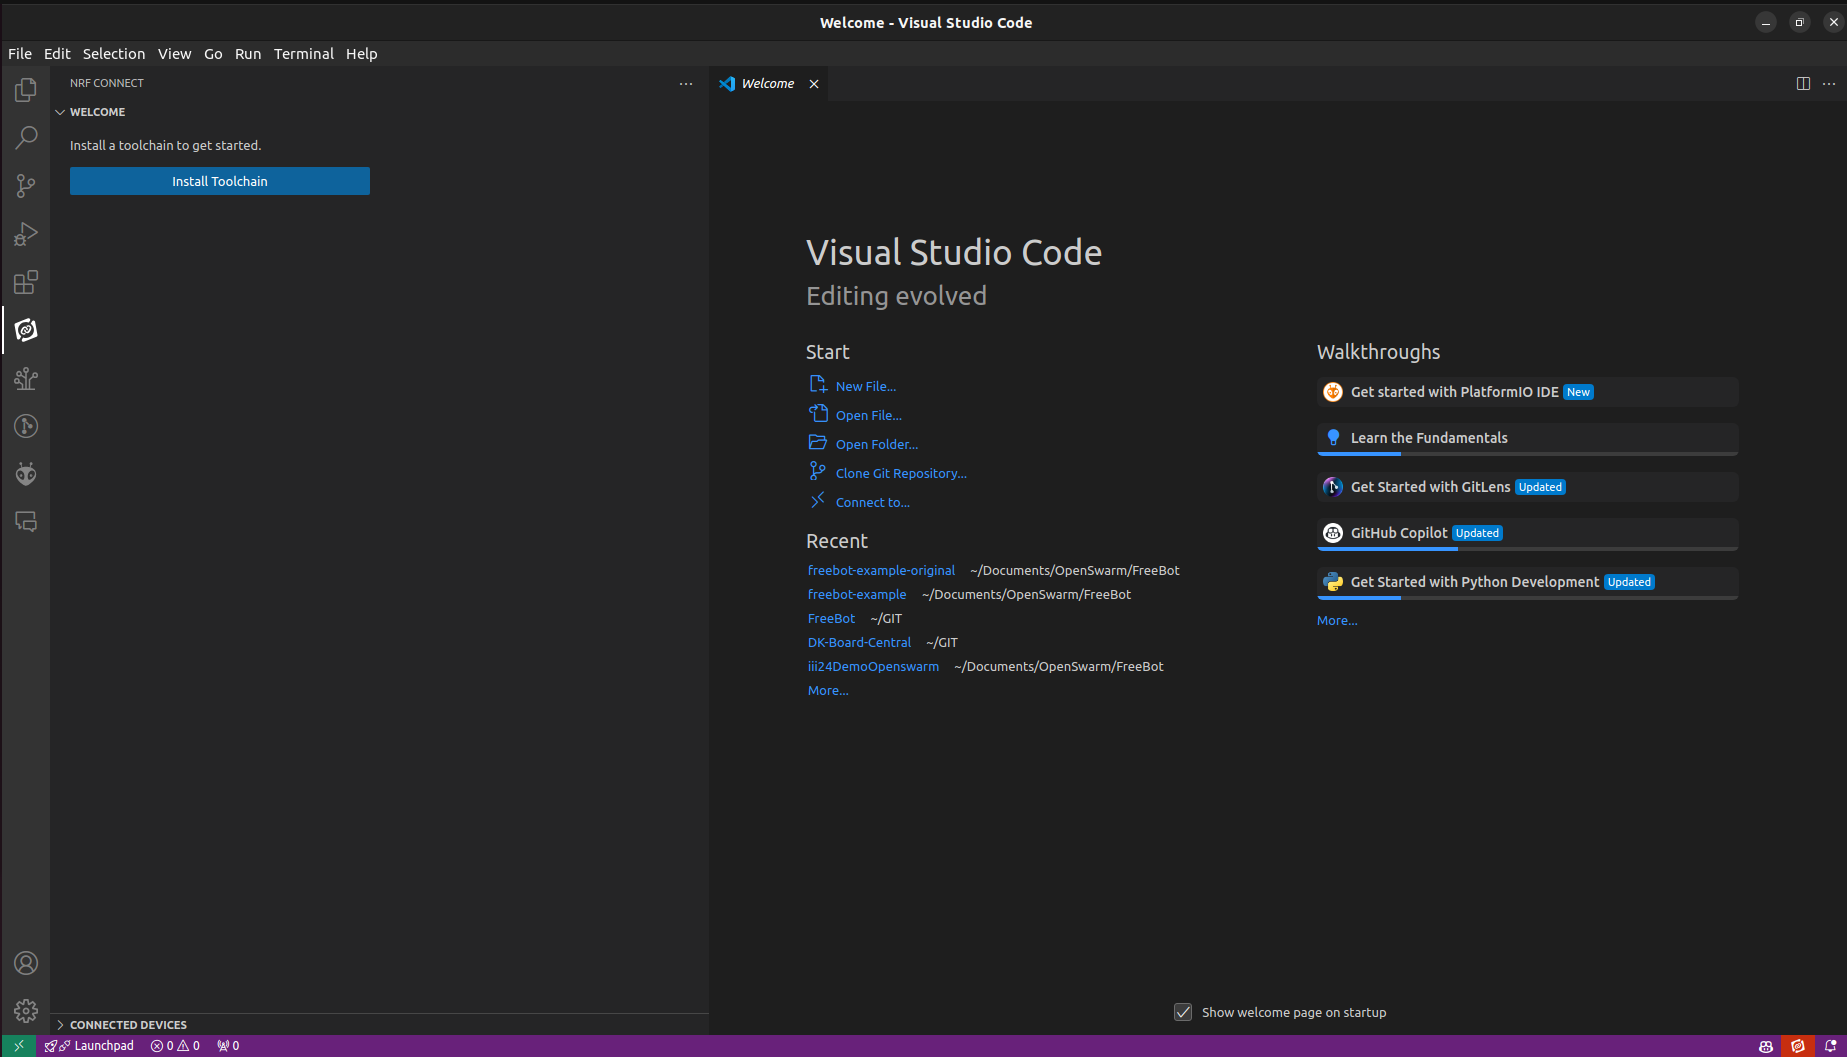 Welcome - Visual Studio Code
File Edit Selection View Go Run Terminal Help
NRF CONNECT
WELCOME
Install a toolchain to get started.
Install Toolchain
CONNECTED DEVICES
Welcome
Visual Studio Code
Editing evolved
Start
New File...
Open File...
Open Folder...
Clone Git Repository...
Connect to...
Recent
freebot-example-original ~/Documents/OpenSwarm/FreeBot
freebot-example ~/Documents/OpenSwarm/FreeBot
FreeBot ~/GIT
DK-Board-Central ~/GIT
iii24DemoOpenswarm ~/Documents/OpenSwarm/FreeBot
More...
Walkthroughs
Get started with PlatformIO IDE New
Learn the Fundamentals
Get Started with GitLens Updated
GitHub Copilot Updated
Get Started with Python Development Updated
More...
Show welcome page on startup
Launchpad 0 0 0